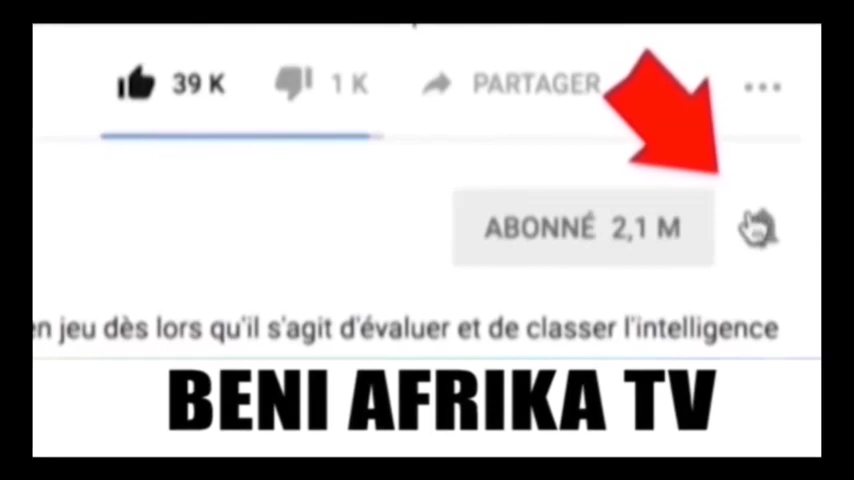 39 K 1 K PARTAGER
ABONNÉ 2,1 M
en jeu dès lors qu'il s'agit d'évaluer et de classer l'intelligence
BENI AFRIKA TV